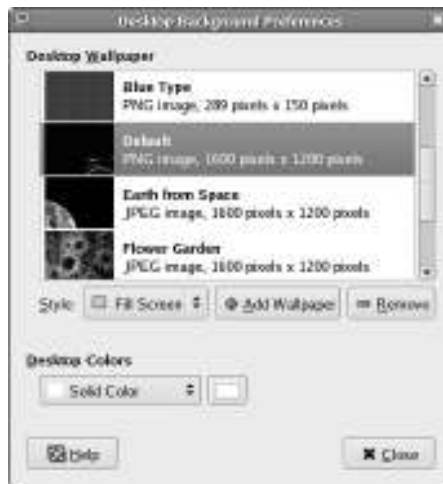 Desktop Background Preferences
Desktop Wallpaper
Blue Type
PNG image, 289 pixels x 150 pixels
Default
PNG image, 1600 pixels x 1200 pixels
Earth from Space
JPEG image, 1600 pixels x 1200 pixels
Flower Garden
JPEG image, 1600 pixels x 1200 pixels
Style: Fill Screen Add Wallpaper Remove
Desktop Colors
Solid Color
Help Close